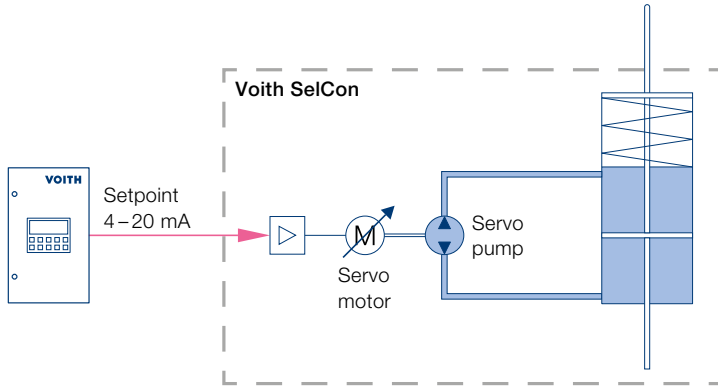 Voith SelCon
VOITH
Setpoint
4–20 mA
M
Servo
motor
Servo
pump